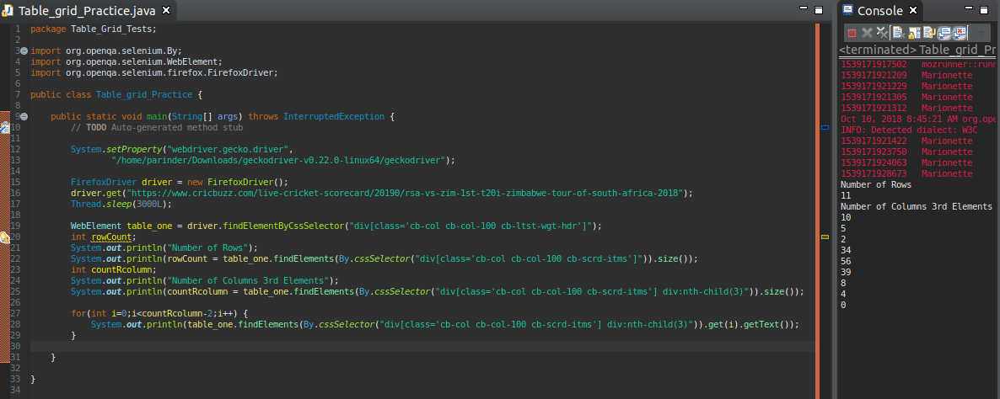 Table_grid_Practice.java
1 package Table_Grid_Tests;
2
3 import org.openqa.selenium.By;
4 import org.openqa.selenium.WebElement;
5 import org.openqa.selenium.firefox.FirefoxDriver;
6
7 public class Table_grid_Practice {
8
9 public static void main(String[] args) throws InterruptedException {
10 // TODO Auto-generated method stub
11
12 System.setProperty("webdriver.gecko.driver",
13 "/home/parinder/Downloads/geckodriver-v0.22.0-linux64/geckodriver");
14
15 FirefoxDriver driver = new FirefoxDriver();
16 driver.get("https://www.cricbuzz.com/live-cricket-scorecard/20190/rsa-vs-zim-1st-t20i-zimbabwe-tour-of-south-africa-2018");
17 Thread.sleep(3000L);
18
19 WebElement table_one = driver.findElementByCssSelector("div[class='cb-col cb-col-100 cb-ltst-wgt-hdr']");
20 int rowCount;
21 System.out.println("Number of Rows");
22 System.out.println(rowCount = table_one.findElements(By.cssSelector("div[class='cb-col cb-col-100 cb-scrd-itms']")).size());
23 int countRcolumn;
24 System.out.println("Number of Columns 3rd Elements");
25 System.out.println(countRcolumn = table_one.findElements(By.cssSelector("div[class='cb-col cb-col-100 cb-scrd-itms'] div:nth-child(3)")).size());
26
27 for(int i=0;i<countRcolumn-2;i++) {
28 System.out.println(table_one.findElements(By.cssSelector("div[class='cb-col cb-col-100 cb-scrd-itms'] div:nth-child(3)")).get(i).getText());
29 }
30
31 }
32
33 }
34
Console
<terminated> Table_grid_Pr
1539171917502 mozrunner::runn
1539171921209 Marionette
1539171921229 Marionette
1539171921305 Marionette
1539171921312 Marionette
Oct 10, 2018 8:45:21 AM org.ope
INFO: Detected dialect: W3C
1539171921422 Marionette
1539171923750 Marionette
1539171924063 Marionette
1539171928673 Marionette
Number of Rows
11
Number of Columns 3rd Elements
10
5
2
34
56
39
8
4
0